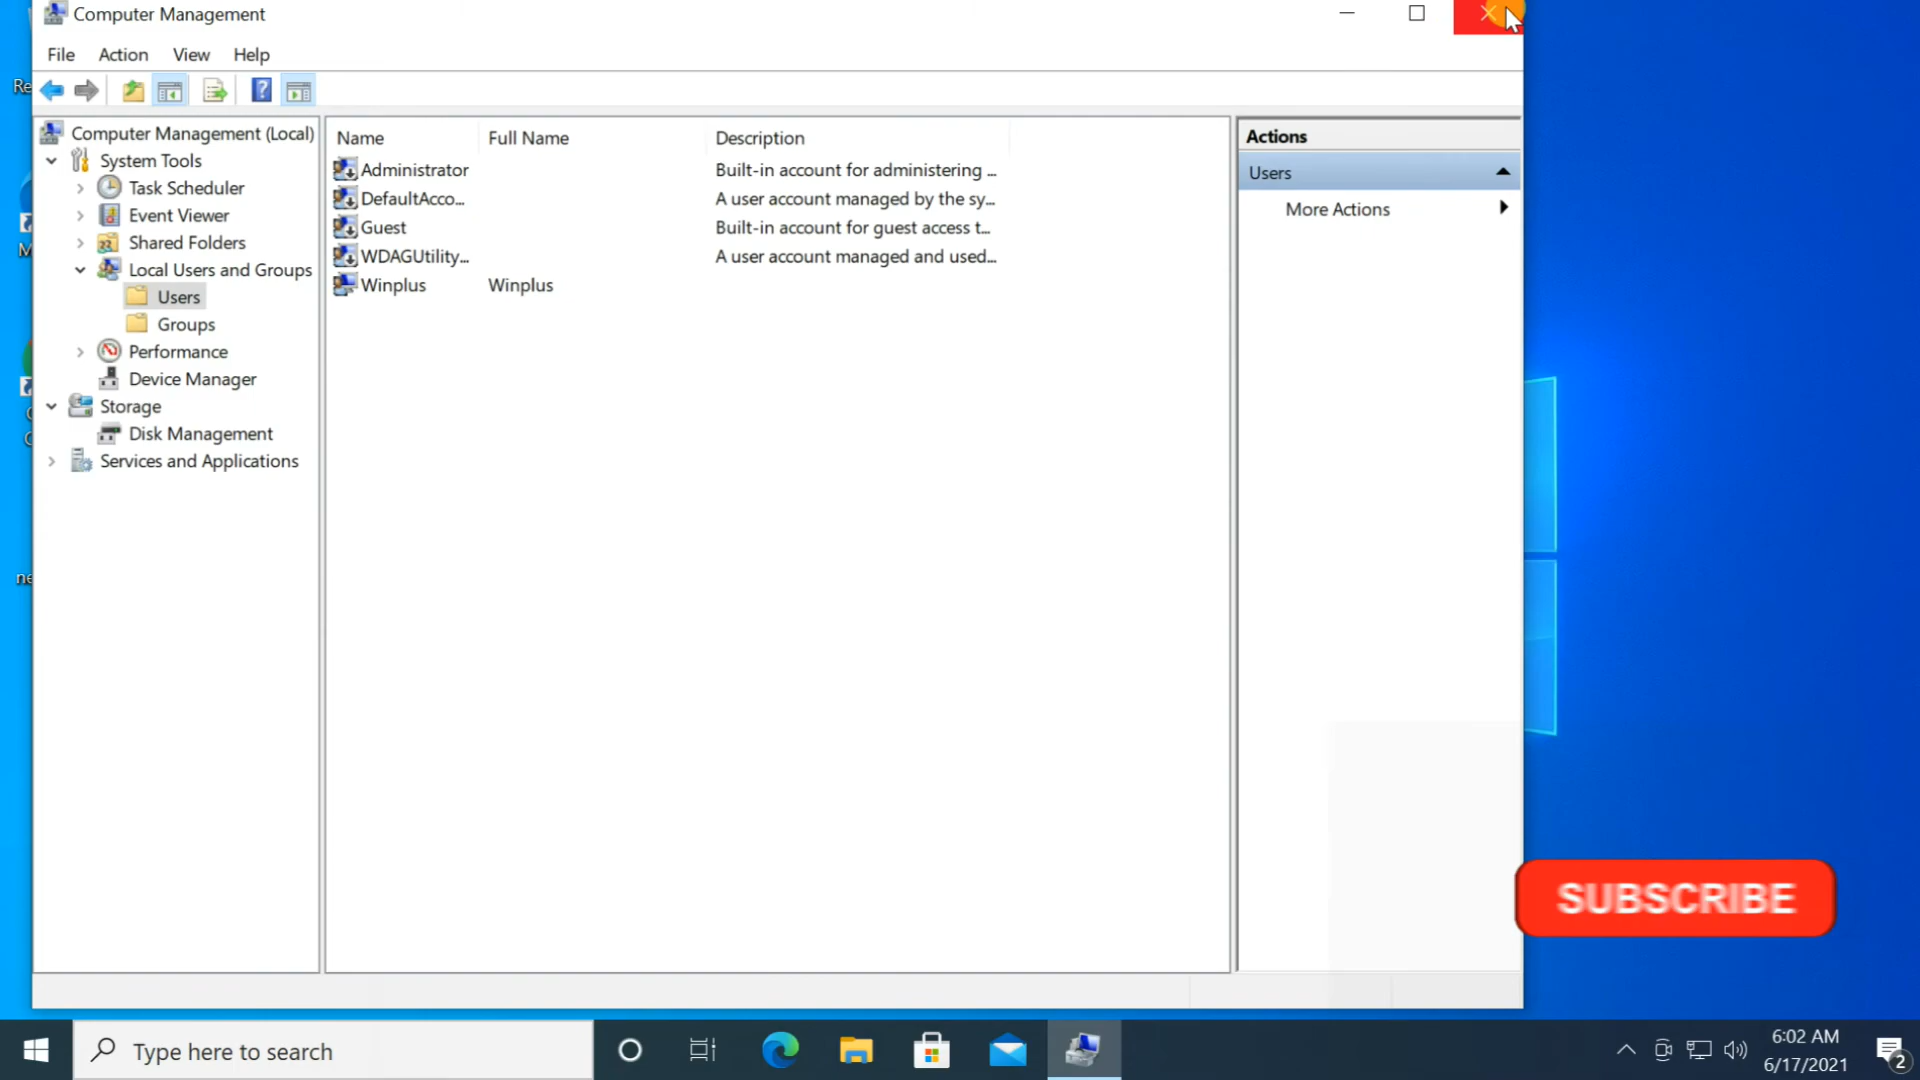 Computer Management
File Action View Help
Computer Management (Local)
System Tools
Task Scheduler
Event Viewer
Shared Folders
Local Users and Groups
Users
Groups
Performance
Device Manager
Storage
Disk Management
Services and Applications
Name Full Name Description
Administrator Built-in account for administering ...
DefaultAcco... A user account managed by the sy...
Guest Built-in account for guest access t...
WDAGUtility... A user account managed and used...
Winplus Winplus
Actions
Users
More Actions
Re
M
ne
SUBSCRIBE
Type here to search
6:02 AM
6/17/2021
2